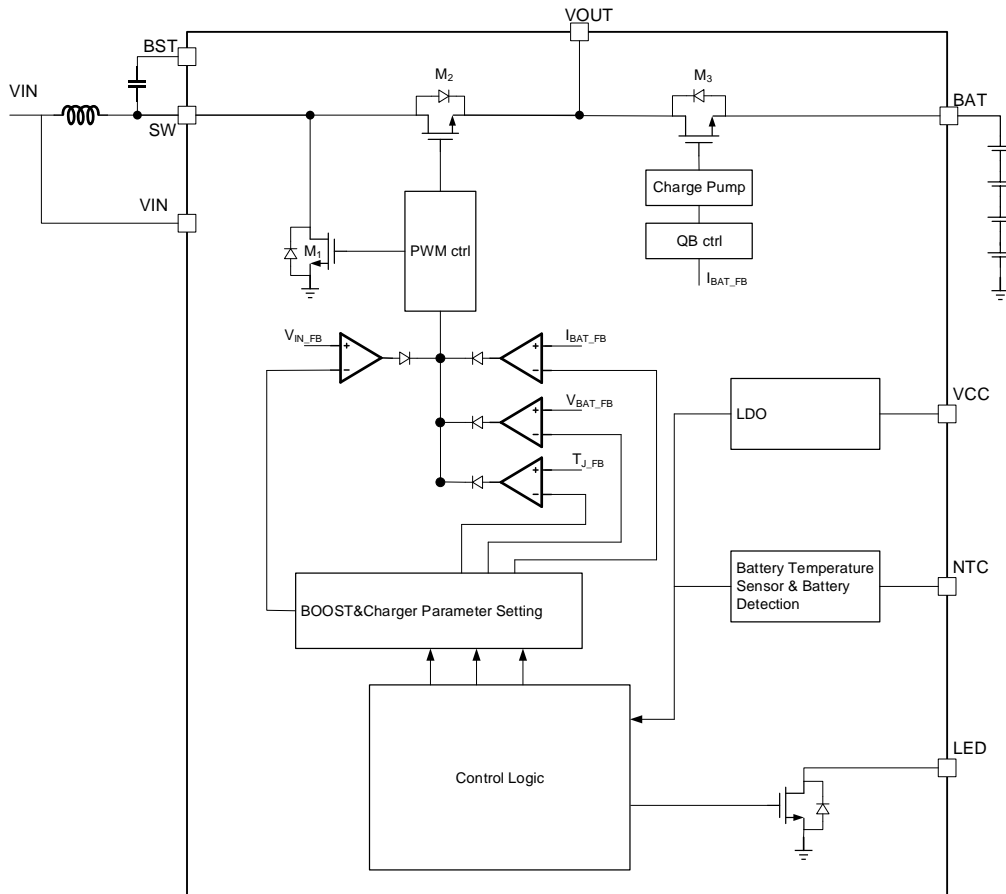 VOUT
BST
VIN
M2
M3
BAT
SW
VIN
Charge Pump
PWM ctrl
QB ctrl
M1
IBAT_FB
VIN_FB
+
-
IBAT_FB
+
-
VBAT_FB
+
-
TJ_FB
+
-
VCC
LDO
NTC
Battery Temperature
Sensor & Battery
Detection
BOOST&Charger Parameter Setting
Control Logic
LED